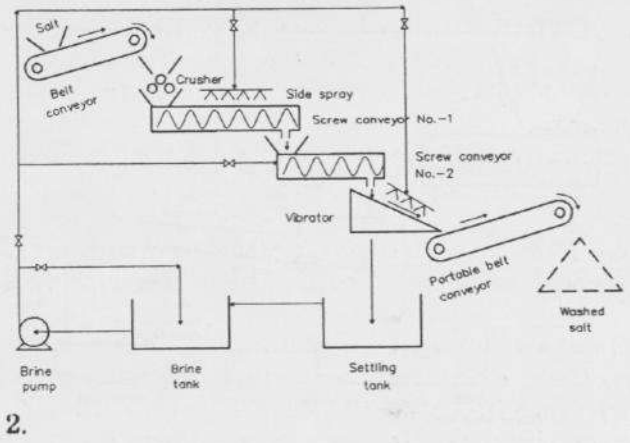 Salt
Belt
conveyor
Crusher
Side spray
Screw conveyor No.-1
Screw conveyor
No.-2
Vibrator
Portable belt
conveyor
Washed
salt
Brine
pump
Brine
tank
Settling
tank
2.